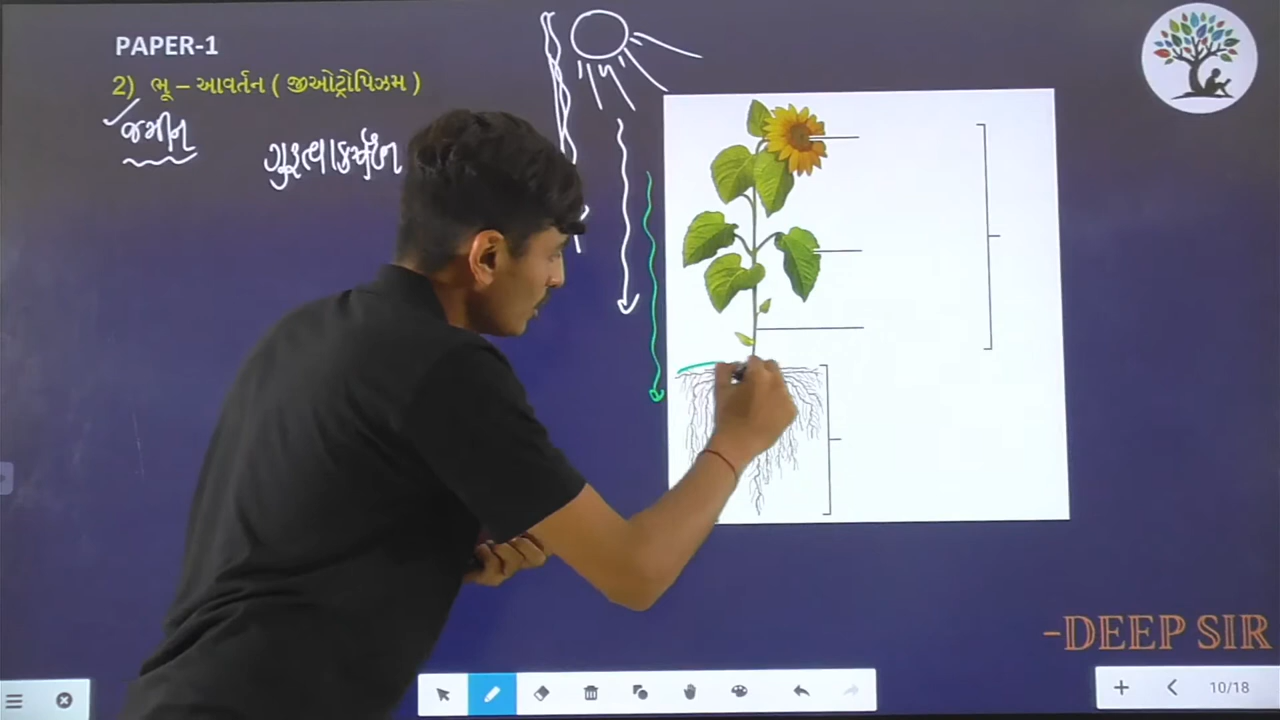 PAPER-1
2) ભૂ – આવર્તન ( જીઓટ્રોપિઝમ )
જમીન
ગુરૂત્વાકર્ષણ
-DEEP SIR
10/18